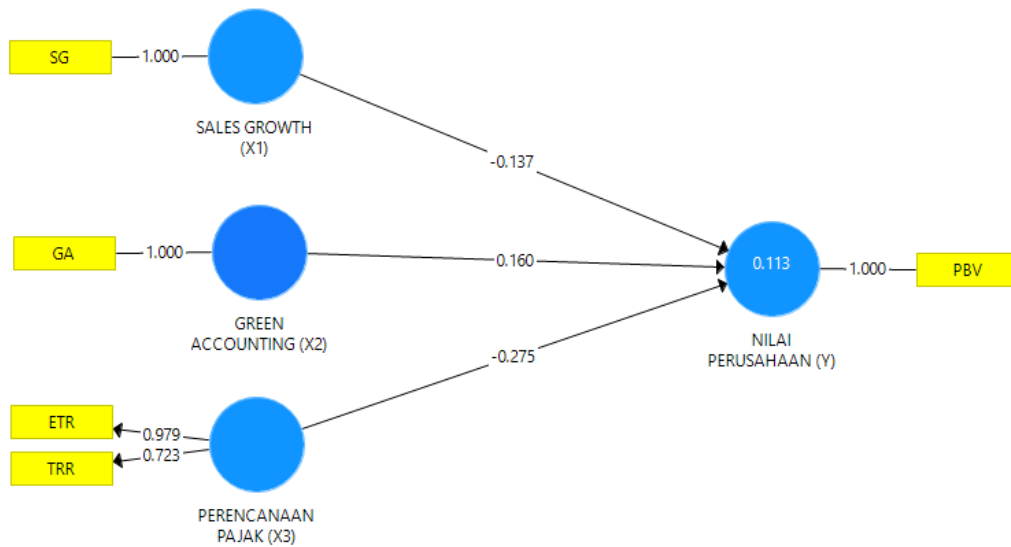 SG
1.000
SALES GROWTH
(X1)
-0.137
GA
1.000
GREEN
ACCOUNTING (X2)
0.160
0.113
1.000
PBV
NILAI
PERUSAHAAN (Y)
-0.275
ETR
0.979
TRR
0.723
PERENCANAAN
PAJAK (X3)